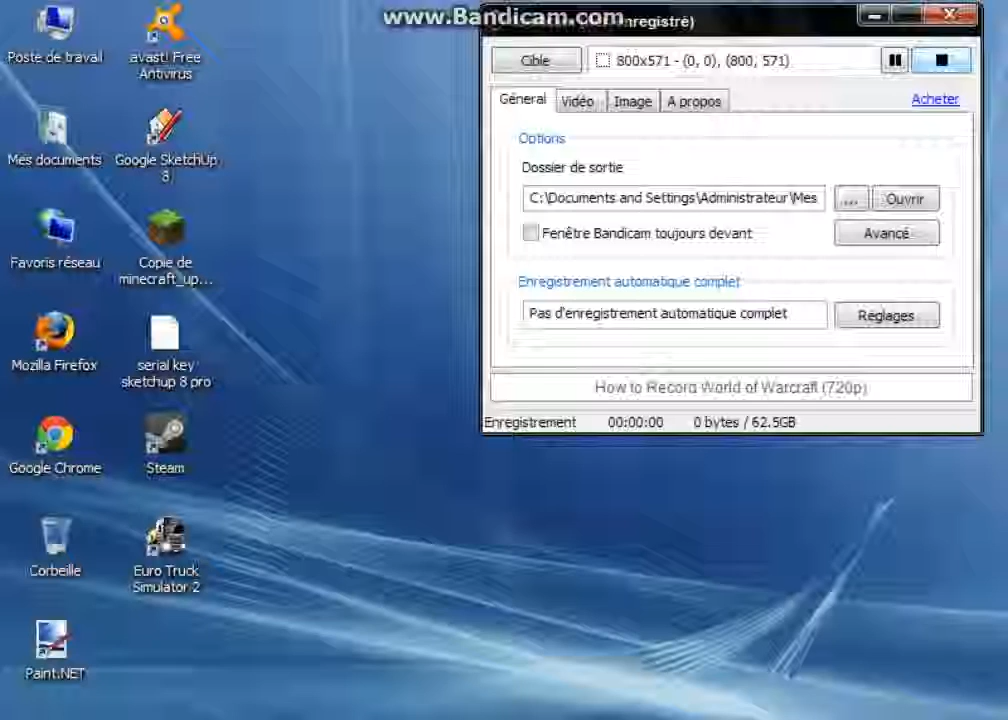 www.Bandicam.com
nregistré)
Cible
800x571 - (0, 0), (800, 571)
Géneral
Vidéo
Image
A propos
Acheter
Options
Dossier de sortie
C:\Documents and Settings\Administrateur\Mes
....
Ouvrir
Fenêtre Bandicam toujours devant
Avancé
Enregistrement automatique complet
Pas d'enregistrement automatique complet
Réglages
How to Record World of Warcraft (720p)
Enregistrement 00:00:00 0 bytes / 62.5GB
Poste de travail
avast! Free
Antivirus
Mes documents
Google SketchUp
8
Favoris réseau
Copie de
minecraft_up...
Mozilla Firefox
serial key
sketchup 8 pro
Google Chrome
Steam
Corbeille
Euro Truck
Simulator 2
Paint.NET